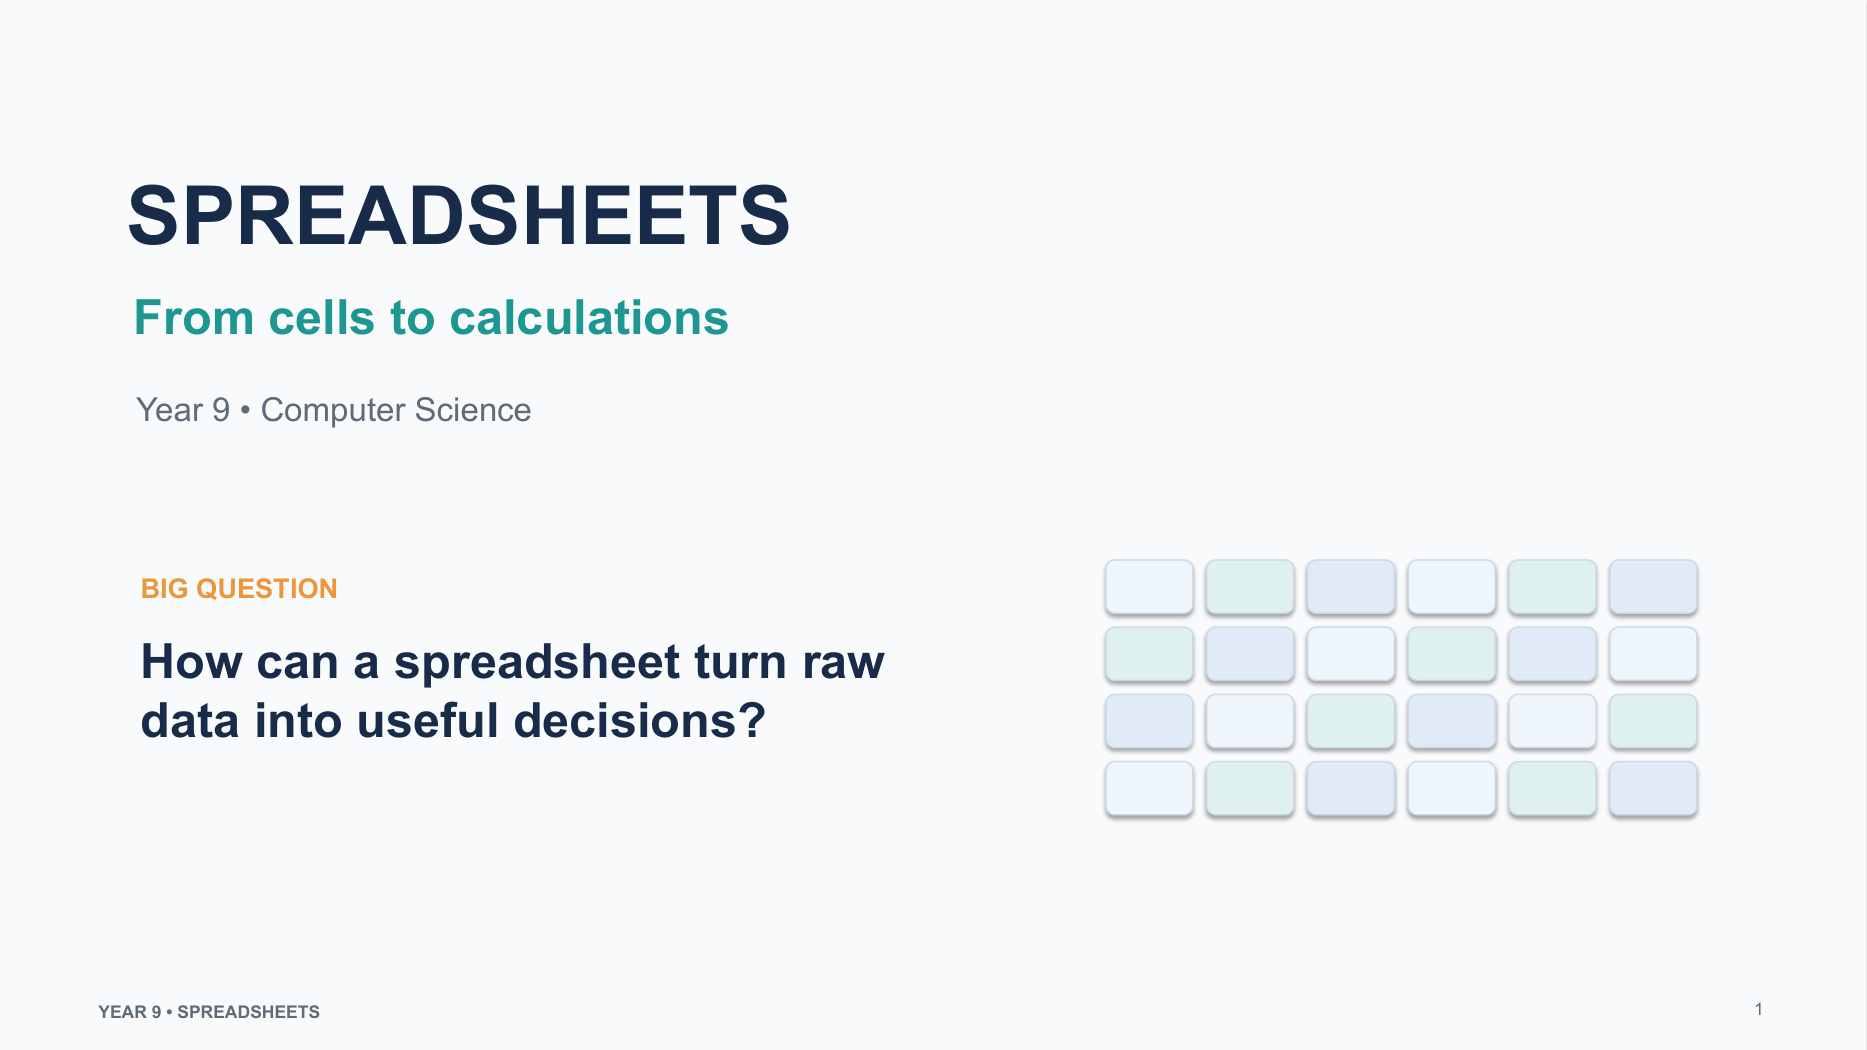 SPREADSHEETS
From cells to calculations
Year 9 • Computer Science
BIG QUESTION
How can a spreadsheet turn raw
data into useful decisions?
YEAR 9 • SPREADSHEETS
1